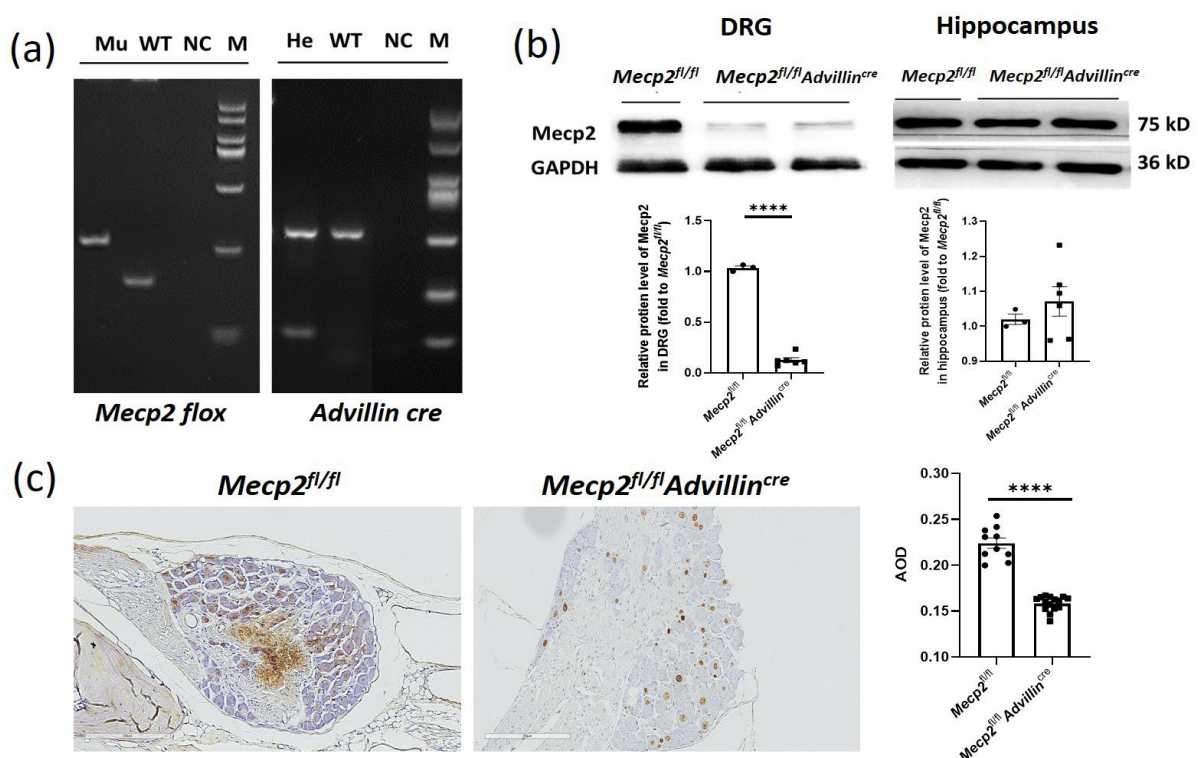 (a)
Mu WT NC M
He WT NC M
Mecp2 flox
Advillin cre
(b)
DRG
Hippocampus
Mecp2fl/fl
Mecp2fl/flAdvillincre
Mecp2fl/fl
Mecp2fl/flAdvillincre
Mecp2
GAPDH
75 kD
36 kD
Relative protien level of Mecp2
in DRG (fold to Mecp2fl/fl)
1.5
1.0
0.5
0.0
****
Mecp2fl/fl
Mecp2fl/fl Advillincre
Relative protien level of Mecp2
in hippocampus (fold to Mecp2fl/fl)
1.3
1.2
1.1
1.0
0.9
Mecp2fl/fl
Mecp2fl/fl Advillincre
(c)
Mecp2fl/fl
Mecp2fl/flAdvillincre
AOD
0.30
0.25
0.20
0.15
0.10
****
Mecp2fl/fl
Mecp2fl/fl Advillincre